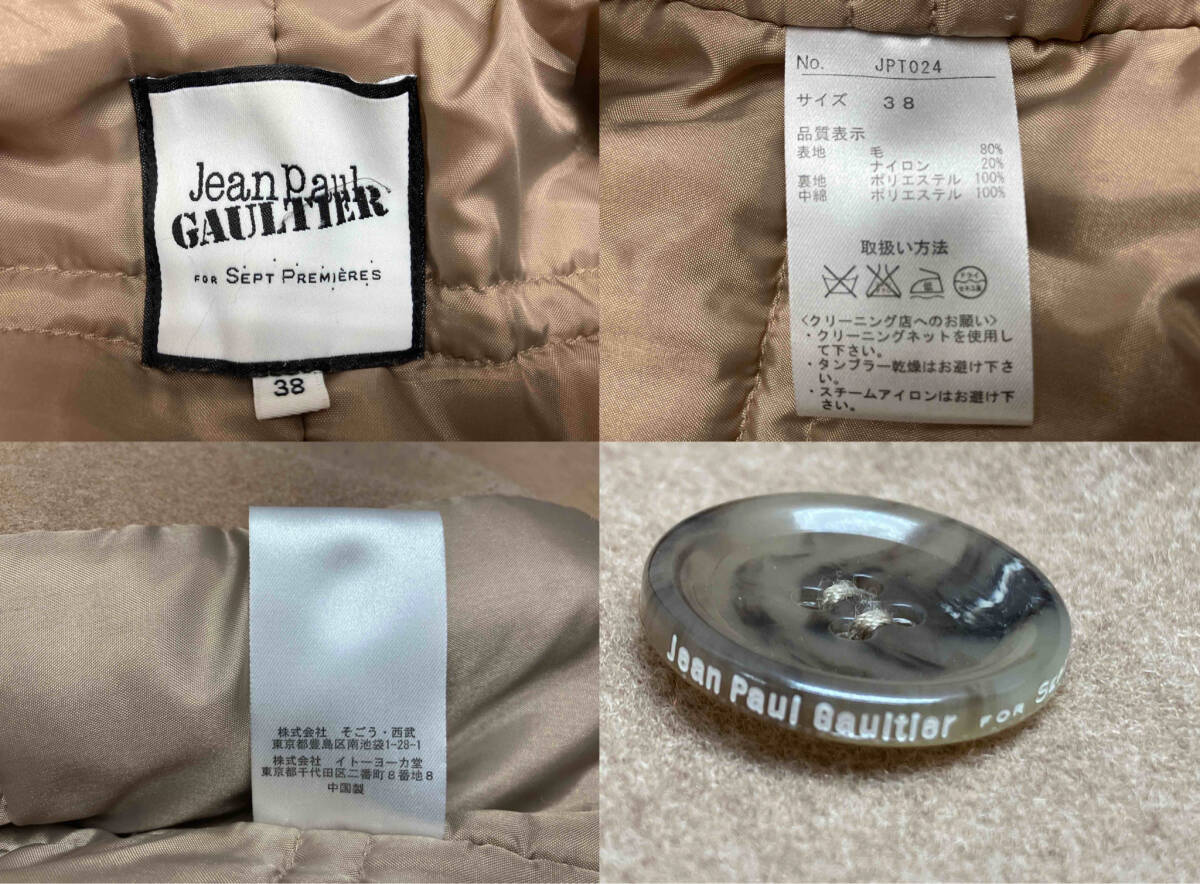 Jean Paul
GAULTIER
FOR SEPT PREMIÈRES
38
No. JPT024
サイズ 38
品質表示
表地 毛 80%
ナイロン 20%
裏地 ポリエステル 100%
中綿 ポリエステル 100%
取扱い方法
ドライ
〈クリーニング店へのお願い〉
・クリーニングネットを使用し
て下さい。
・タンブラー乾燥はお避け下さ
い。
・スチームアイロンはお避け下
さい。
株式会社 そごう・西武
東京都豊島区南池袋1-28-1
株式会社 イトーヨーカ堂
東京都千代田区二番町8番地8
中国製
Jean Paul Gaultier FOR